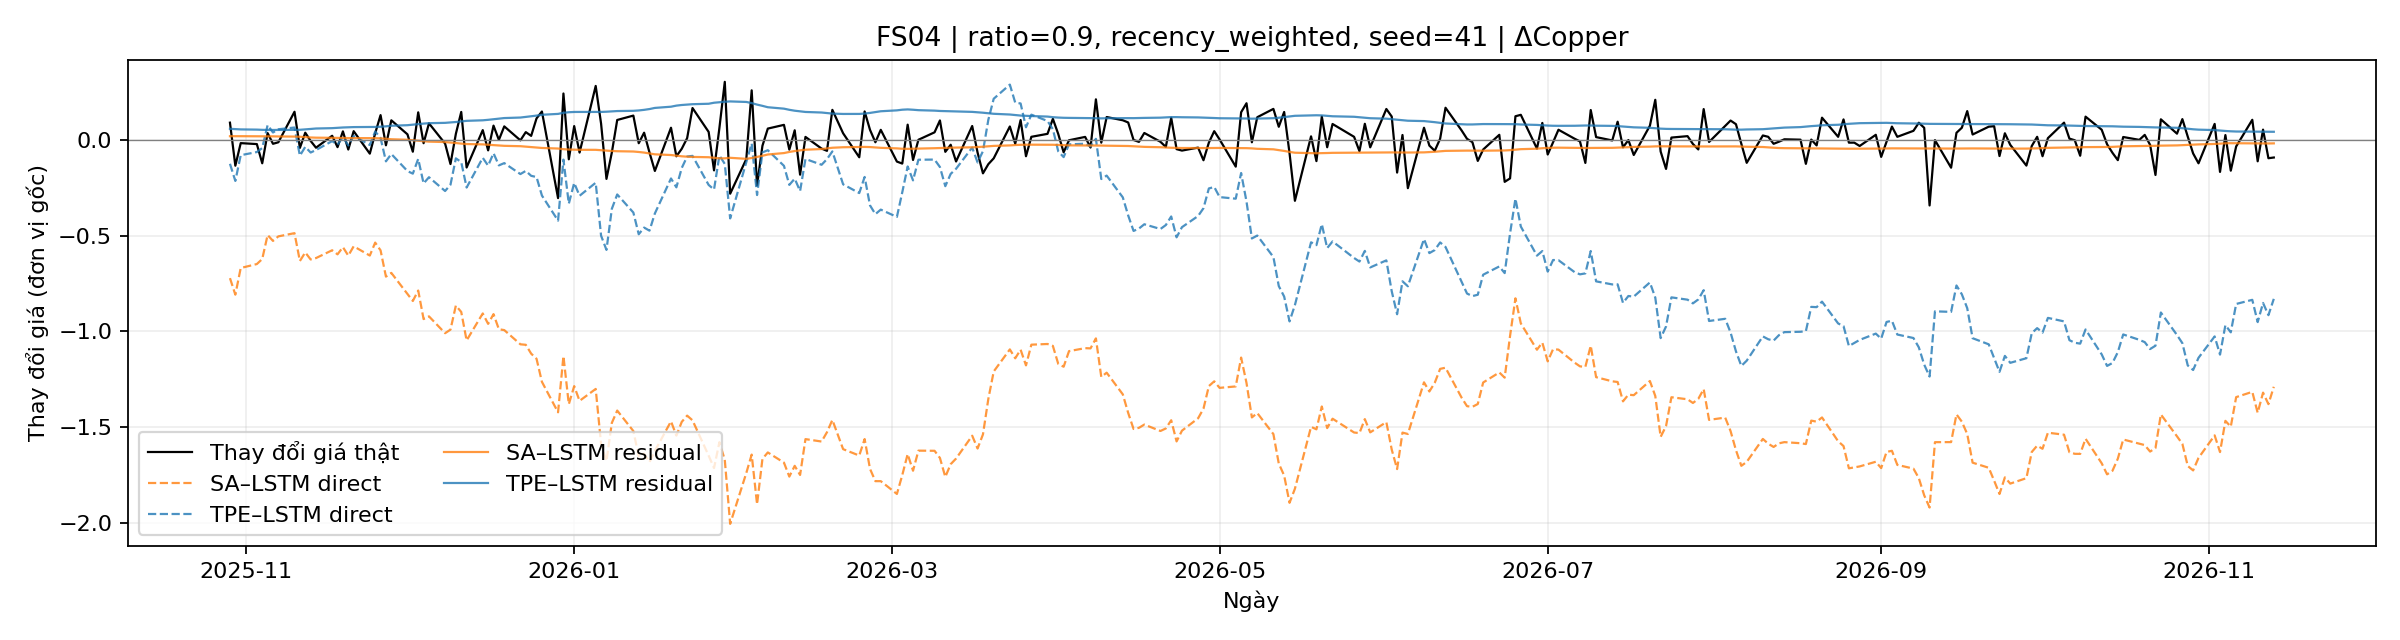 FS04 | ratio=0.9, recency_weighted, seed=41 | ΔCopper
Thay đổi giá (đơn vị gốc)
0.0
−0.5
−1.0
−1.5
−2.0
Thay đổi giá thật
SA–LSTM direct
TPE–LSTM direct
SA–LSTM residual
TPE–LSTM residual
2025-11 2026-01 2026-03 2026-05 2026-07 2026-09 2026-11
Ngày